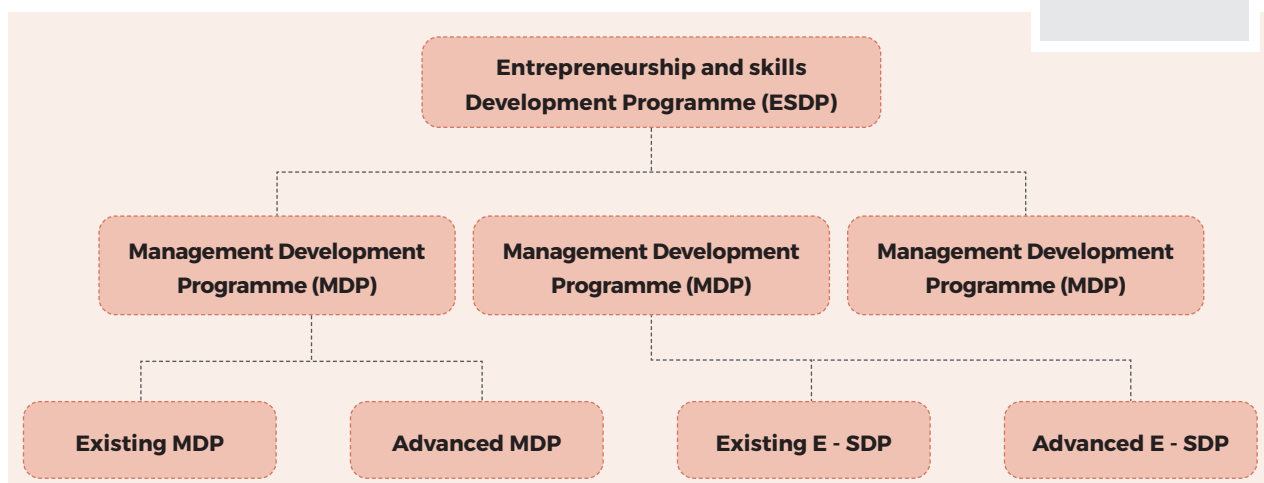 Entrepreneurship and skills
Development Programme (ESDP)
Management Development
Programme (MDP)
Management Development
Programme (MDP)
Management Development
Programme (MDP)
Existing MDP
Advanced MDP
Existing E - SDP
Advanced E - SDP